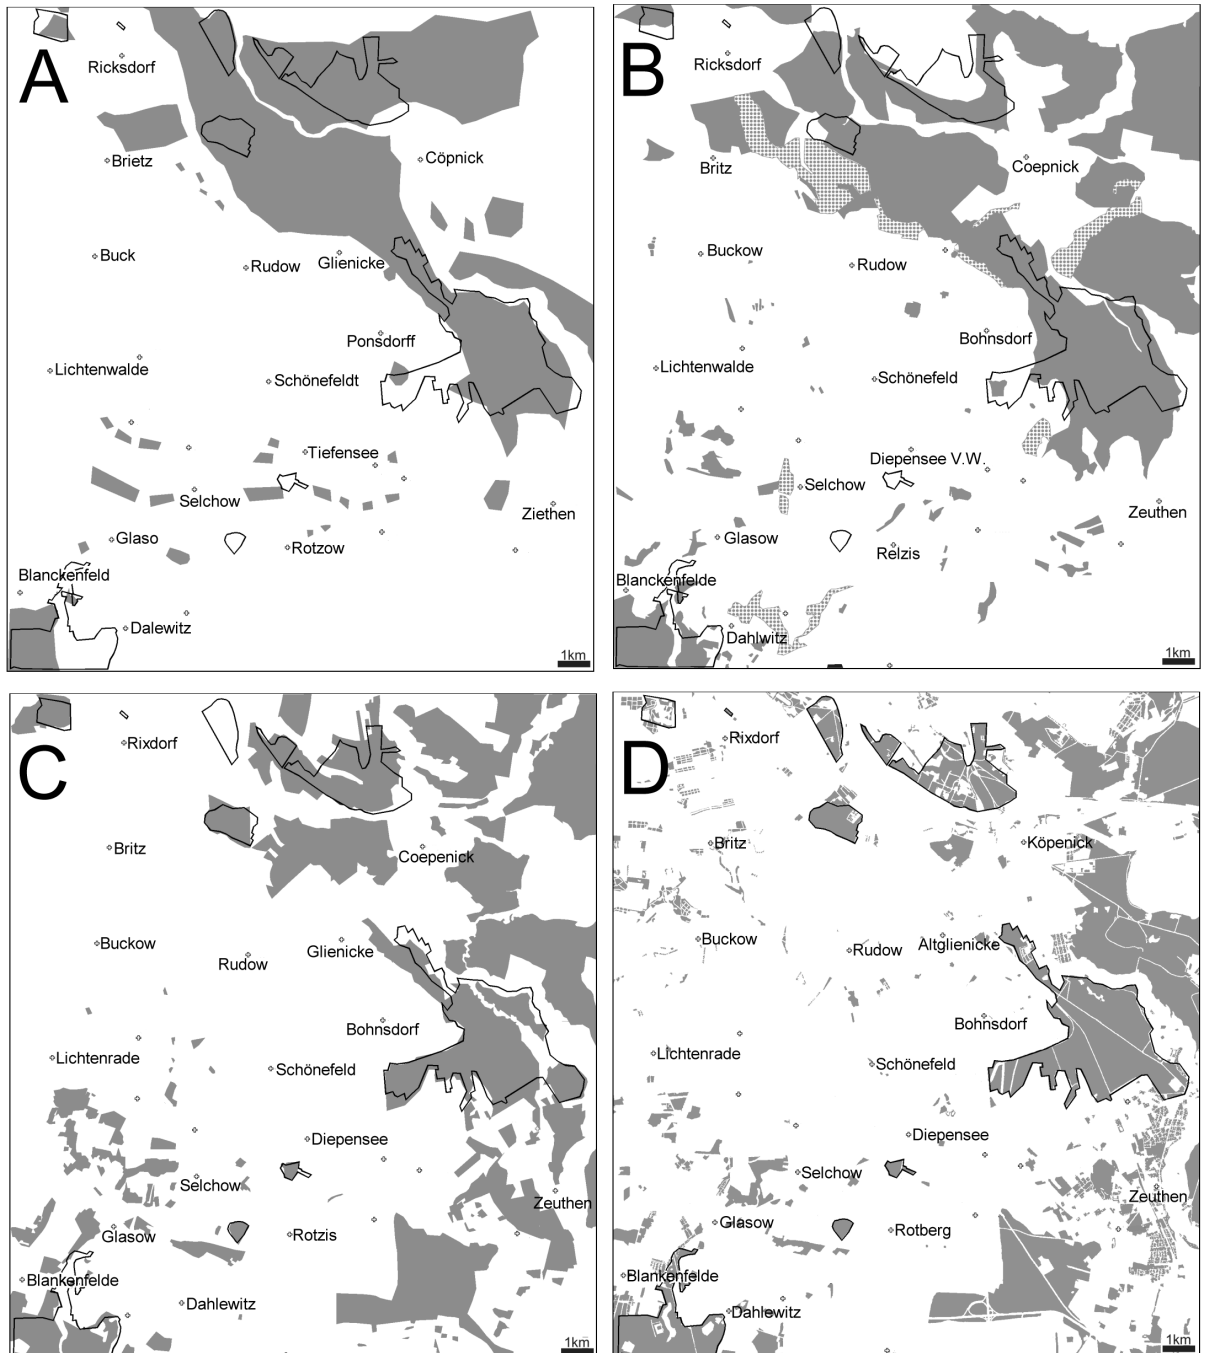 A
Ricksdorf
Brietz
Cöpnick
Buck
Rudow
Glienicke
Ponsdorff
Lichtenwalde
Schönefeldt
Tiefensee
Selchow
Ziethen
Glaso
Rotzow
Blanckenfeld
Dalewitz
1km
B
Ricksdorf
Britz
Coepnick
Buckow
Rudow
Bohnsdorf
Lichtenwalde
Schönefeld
Diepensee V.W.
Selchow
Zeuthen
Glasow
Relzis
Blanckenfelde
Dahlwitz
1km
C
Rixdorf
Britz
Coepenick
Buckow
Glienicke
Rudow
Bohnsdorf
Lichtenrade
Schönefeld
Diepensee
Selchow
Zeuthen
Glasow
Rotzis
Blankenfelde
Dahlewitz
1km
D
Rixdorf
Britz
Köpenick
Buckow
Altglienicke
Rudow
Bohnsdorf
Lichtenrade
Schönefeld
Diepensee
Selchow
Zeuthen
Glasow
Rotberg
Blankenfelde
Dahlewitz
1km